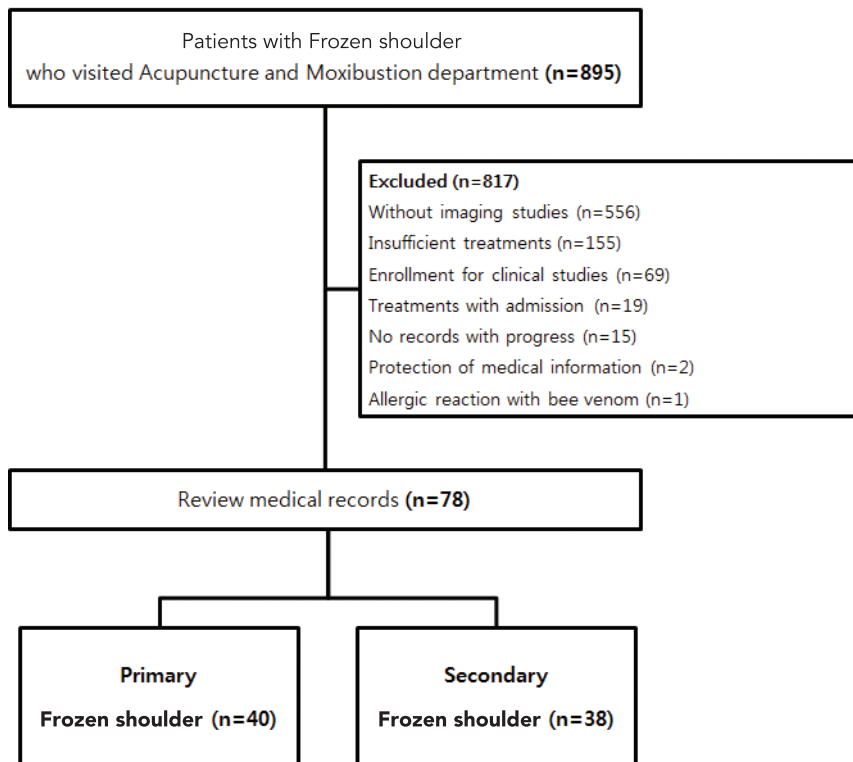 Patients with Frozen shoulder
who visited Acupuncture and Moxibustion department (n=895)
Excluded (n=817)
Without imaging studies (n=556)
Insufficient treatments (n=155)
Enrollment for clinical studies (n=69)
Treatments with admission (n=19)
No records with progress (n=15)
Protection of medical information (n=2)
Allergic reaction with bee venom (n=1)
Review medical records (n=78)
Primary
Frozen shoulder (n=40)
Secondary
Frozen shoulder (n=38)